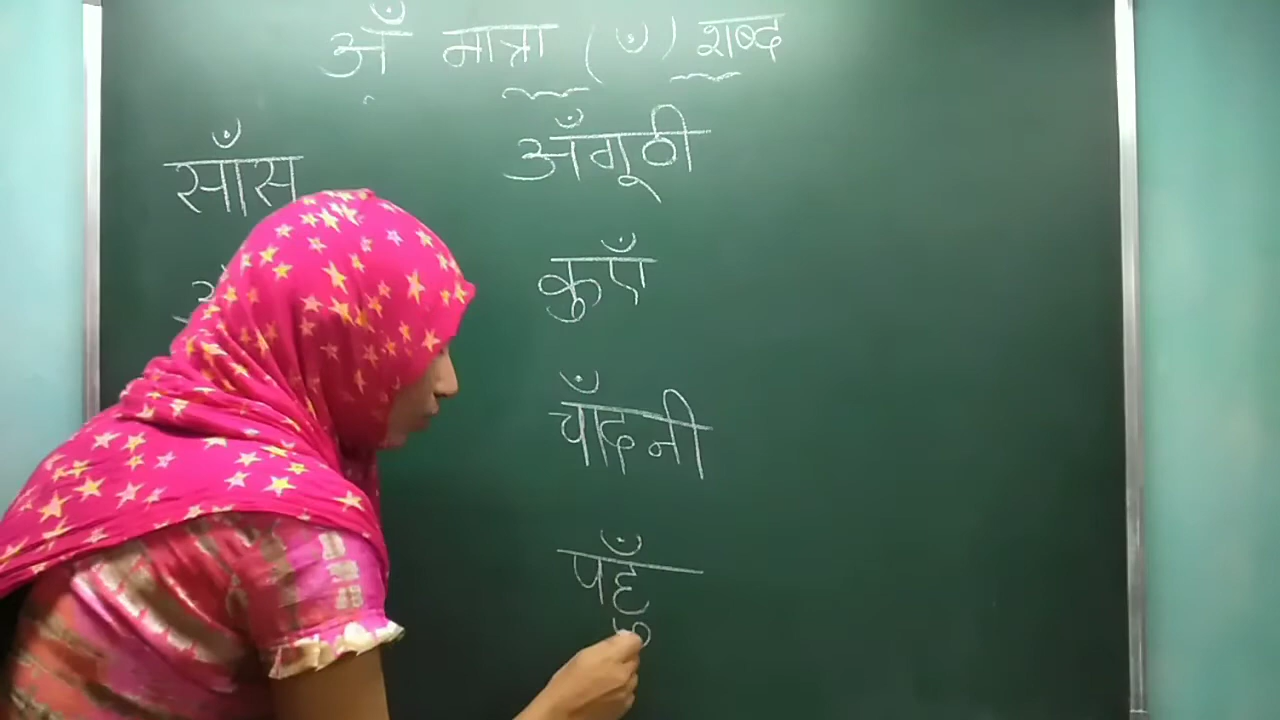 अँ मात्रा ( ँ ) शब्द
साँस
अँगूठी
कुएँ
चाँदनी
पहुँ